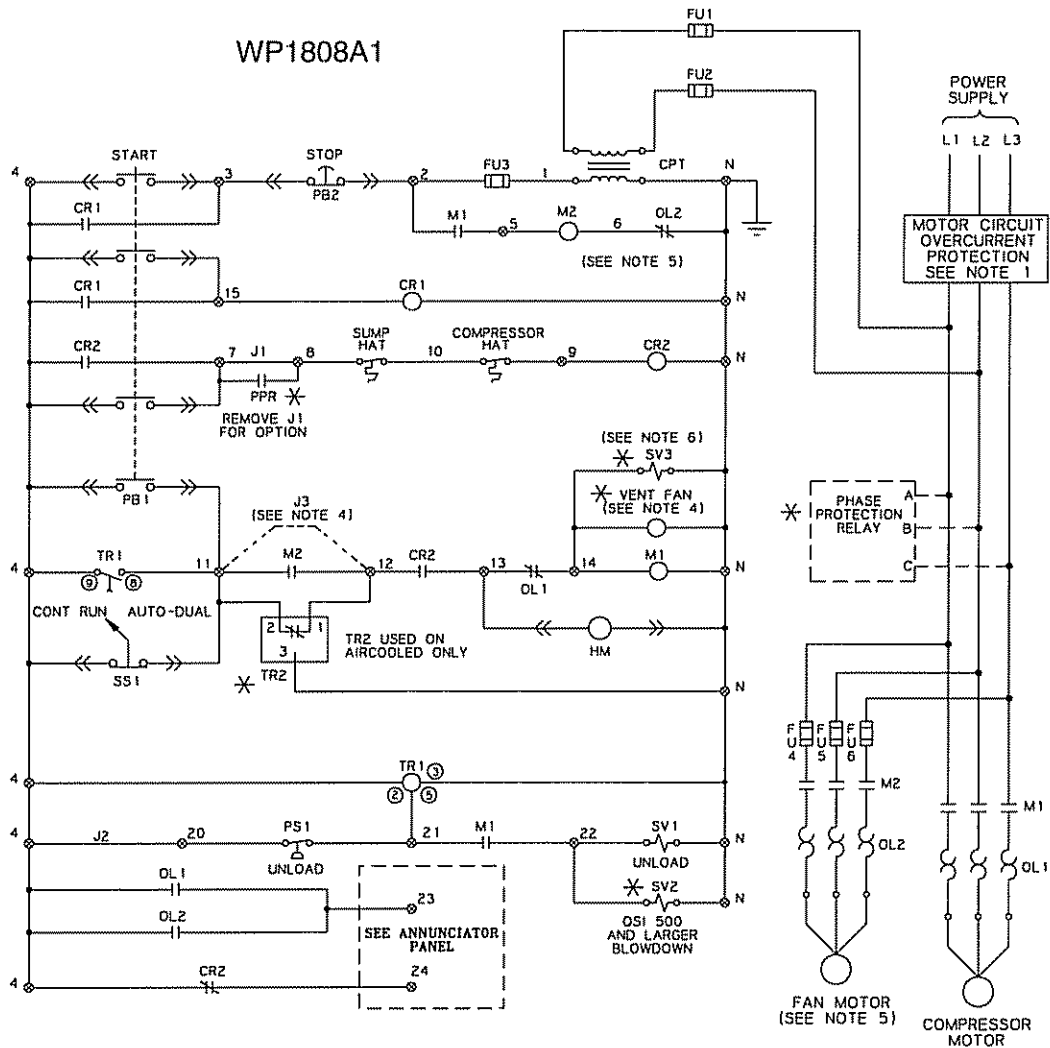 WP1808A1
FU1
FU2
POWER
SUPPLY
L1 L2 L3
START
STOP
4
3
PB2
2
FU3
1
CPT
N
CR1
M1
5
M2
6
OL2
(SEE NOTE 5)
MOTOR CIRCUIT
OVERCURRENT
PROTECTION
SEE NOTE 1
CR1
15
CR1
N
SUMP
HAT
COMPRESSOR
HAT
CR2
7
J1
8
10
9
CR2
N
PPR
REMOVE J1
FOR OPTION
(SEE NOTE 6)
SV3
PB1
J3
(SEE NOTE 4)
VENT FAN
(SEE NOTE 4)
PHASE
PROTECTION
RELAY
A
B
C
4
TR1
9
8
11
M2
12
CR2
13
OL1
14
M1
N
CONT RUN
AUTO-DUAL
SS1
2
1
3
TR2
TR2 USED ON
AIRCOOLED ONLY
HM
N
4
TR1
3
2
5
FU4
FU5
FU6
M2
M1
4
J2
20
PS1
UNLOAD
21
M1
22
SV1
UNLOAD
N
OL2
OL1
OL1
OL2
23
SEE ANNUNCIATOR
PANEL
SV2
N
QSI 500
AND LARGER
BLOWDOWN
4
CR2
24
FAN MOTOR
(SEE NOTE 5)
COMPRESSOR
MOTOR